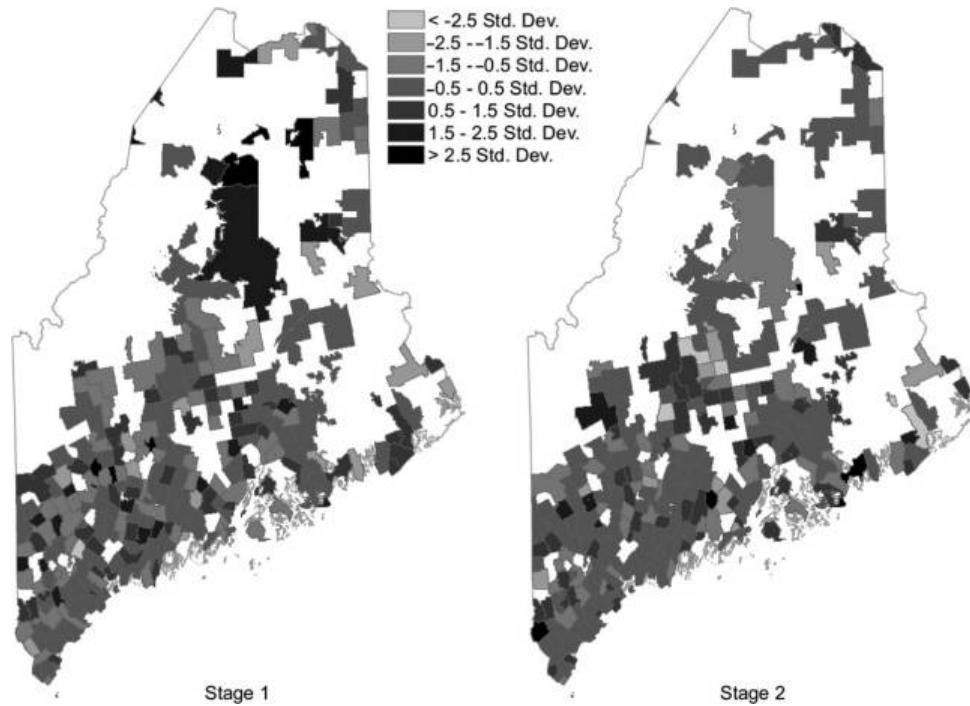 < -2.5 Std. Dev.
-2.5 - -1.5 Std. Dev.
-1.5 - -0.5 Std. Dev.
-0.5 - 0.5 Std. Dev.
0.5 - 1.5 Std. Dev.
1.5 - 2.5 Std. Dev.
> 2.5 Std. Dev.
Stage 1
Stage 2